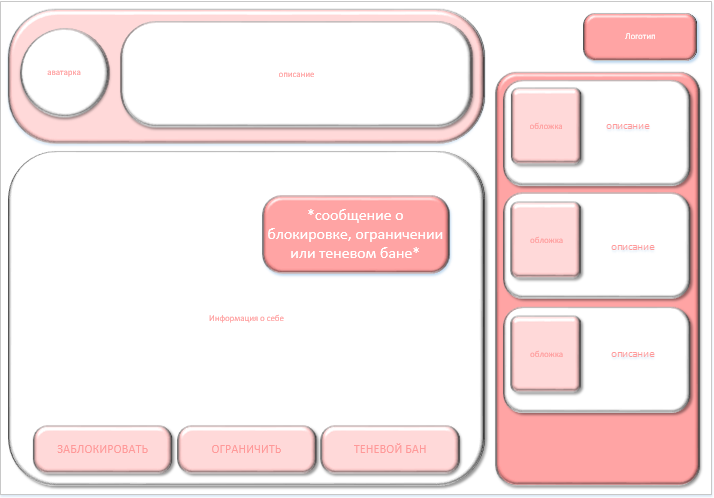 Логотип
аватарка
описание
*сообщение о
блокировке, ограничении
или теневом бане*
Информация о себе
ЗАБЛОКИРОВАТЬ
ОГРАНИЧИТЬ
ТЕНЕВОЙ БАН
обложка
описание
обложка
описание
обложка
описание